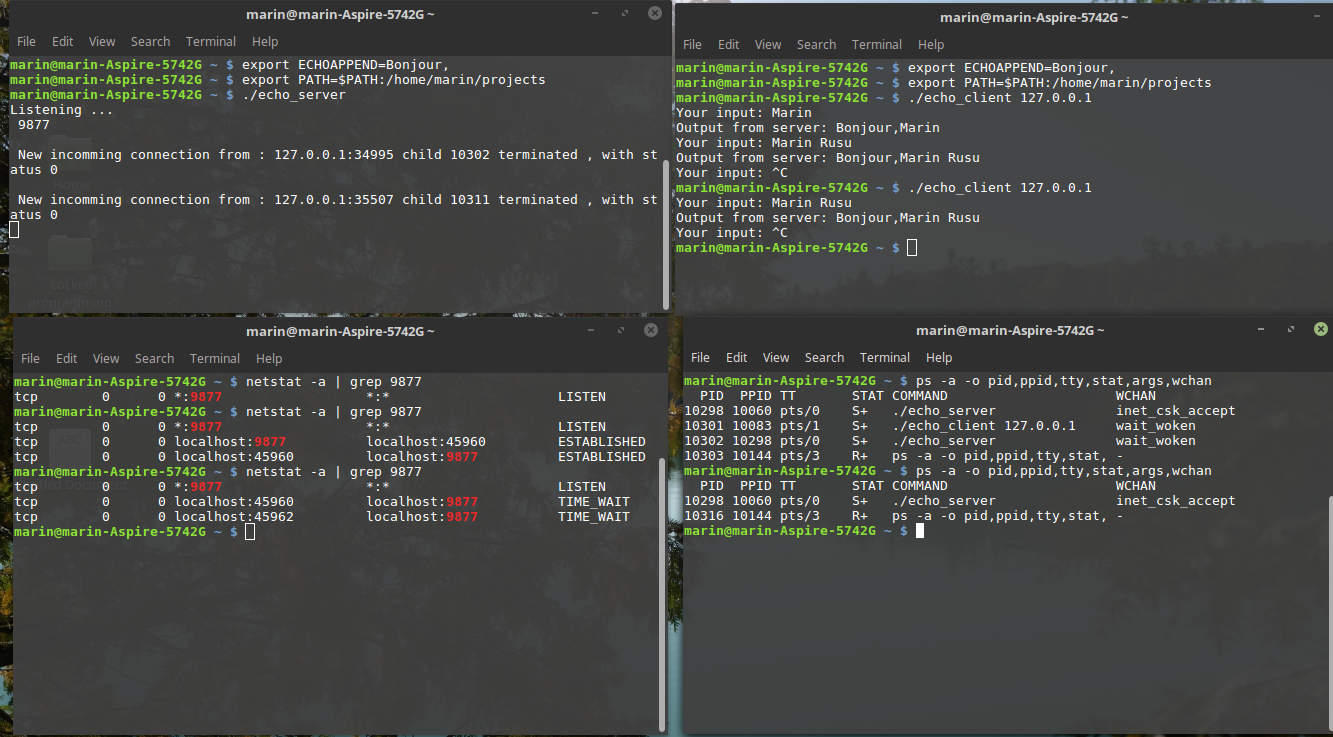 marin@marin-Aspire-5742G ~
File Edit View Search Terminal Help
marin@marin-Aspire-5742G ~ $ export ECHOAPPEND=Bonjour,
marin@marin-Aspire-5742G ~ $ export PATH=$PATH:/home/marin/projects
marin@marin-Aspire-5742G ~ $ ./echo_server
Listening ...
 9877
 New incomming connection from : 127.0.0.1:34995 child 10302 terminated , with st
atus 0
 New incomming connection from : 127.0.0.1:35507 child 10311 terminated , with st
atus 0
Home
socket
programming
marin@marin-Aspire-5742G ~
File Edit View Search Terminal Help
marin@marin-Aspire-5742G ~ $ export ECHOAPPEND=Bonjour,
marin@marin-Aspire-5742G ~ $ export PATH=$PATH:/home/marin/projects
marin@marin-Aspire-5742G ~ $ ./echo_client 127.0.0.1
Your input: Marin
Output from server: Bonjour,Marin
Your input: Marin Rusu
Output from server: Bonjour,Marin Rusu
Your input: ^C
marin@marin-Aspire-5742G ~ $ ./echo_client 127.0.0.1
Your input: Marin Rusu
Output from server: Bonjour,Marin Rusu
Your input: ^C
marin@marin-Aspire-5742G ~ $
marin@marin-Aspire-5742G ~
File Edit View Search Terminal Help
marin@marin-Aspire-5742G ~ $ netstat -a | grep 9877
tcp        0      0 *:9877                  *:*                     LISTEN
marin@marin-Aspire-5742G ~ $ netstat -a | grep 9877
tcp        0      0 *:9877                  *:*                     LISTEN
tcp        0      0 localhost:9877          localhost:45960         ESTABLISHED
tcp        0      0 localhost:45960         localhost:9877          ESTABLISHED
marin@marin-Aspire-5742G ~ $ netstat -a | grep 9877
tcp        0      0 *:9877                  *:*                     LISTEN
tcp        0      0 localhost:45960         localhost:9877          TIME_WAIT
tcp        0      0 localhost:45962         localhost:9877          TIME_WAIT
marin@marin-Aspire-5742G ~ $
ABC
Document
marin@marin-Aspire-5742G ~
File Edit View Search Terminal Help
marin@marin-Aspire-5742G ~ $ ps -a -o pid,ppid,tty,stat,args,wchan
  PID  PPID TT       STAT COMMAND                     WCHAN
10298 10060 pts/0    S+   ./echo_server               inet_csk_accept
10301 10083 pts/1    S+   ./echo_client 127.0.0.1     wait_woken
10302 10298 pts/0    S+   ./echo_server               wait_woken
10303 10144 pts/3    R+   ps -a -o pid,ppid,tty,stat, -
marin@marin-Aspire-5742G ~ $ ps -a -o pid,ppid,tty,stat,args,wchan
  PID  PPID TT       STAT COMMAND                     WCHAN
10298 10060 pts/0    S+   ./echo_server               inet_csk_accept
10316 10144 pts/3    R+   ps -a -o pid,ppid,tty,stat, -
marin@marin-Aspire-5742G ~ $